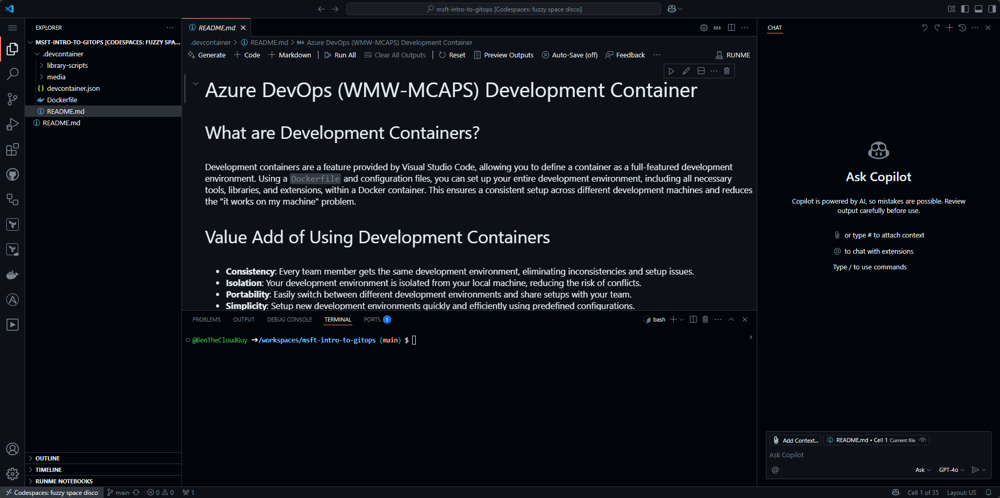 msft-intro-to-gitops [Codespaces: fuzzy space disco]
EXPLORER
MSFT-INTRO-TO-GITOPS [CODESPACES: FUZZY SPA...
.devcontainer
library-scripts
media
{} devcontainer.json
Dockerfile
README.md
README.md
OUTLINE
TIMELINE
RUNME NOTEBOOKS
README.md
.devcontainer > README.md > M↓ Azure DevOps (WMW-MCAPS) Development Container
Generate + Code + Markdown | Run All Clear All Outputs | Reset Preview Outputs Auto-Save (off) Feedback ... RUNME
Azure DevOps (WMW-MCAPS) Development Container
What are Development Containers?
Development containers are a feature provided by Visual Studio Code, allowing you to define a container as a full-featured development
environment. Using a Dockerfile and configuration files, you can set up your entire development environment, including all necessary
tools, libraries, and extensions, within a Docker container. This ensures a consistent setup across different development machines and reduces
the "it works on my machine" problem.
Value Add of Using Development Containers
• Consistency: Every team member gets the same development environment, eliminating inconsistencies and setup issues.
• Isolation: Your development environment is isolated from your local machine, reducing the risk of conflicts.
• Portability: Easily switch between different development environments and share setups with your team.
• Simplicity: Setup new development environments quickly and efficiently using predefined configurations.
PROBLEMS OUTPUT DEBUG CONSOLE TERMINAL PORTS 1
bash
@BenTheCloudGuy ➜/workspaces/msft-intro-to-gitops (main) $
CHAT
Ask Copilot
Copilot is powered by AI, so mistakes are possible. Review
output carefully before use.
or type # to attach context
@ to chat with extensions
Type / to use commands
Add Context... README.md • Cell 1 Current file
Ask Copilot
@ Ask GPT-4o
Codespaces: fuzzy space disco main 0 0 1
Cell 1 of 35 Layout: US